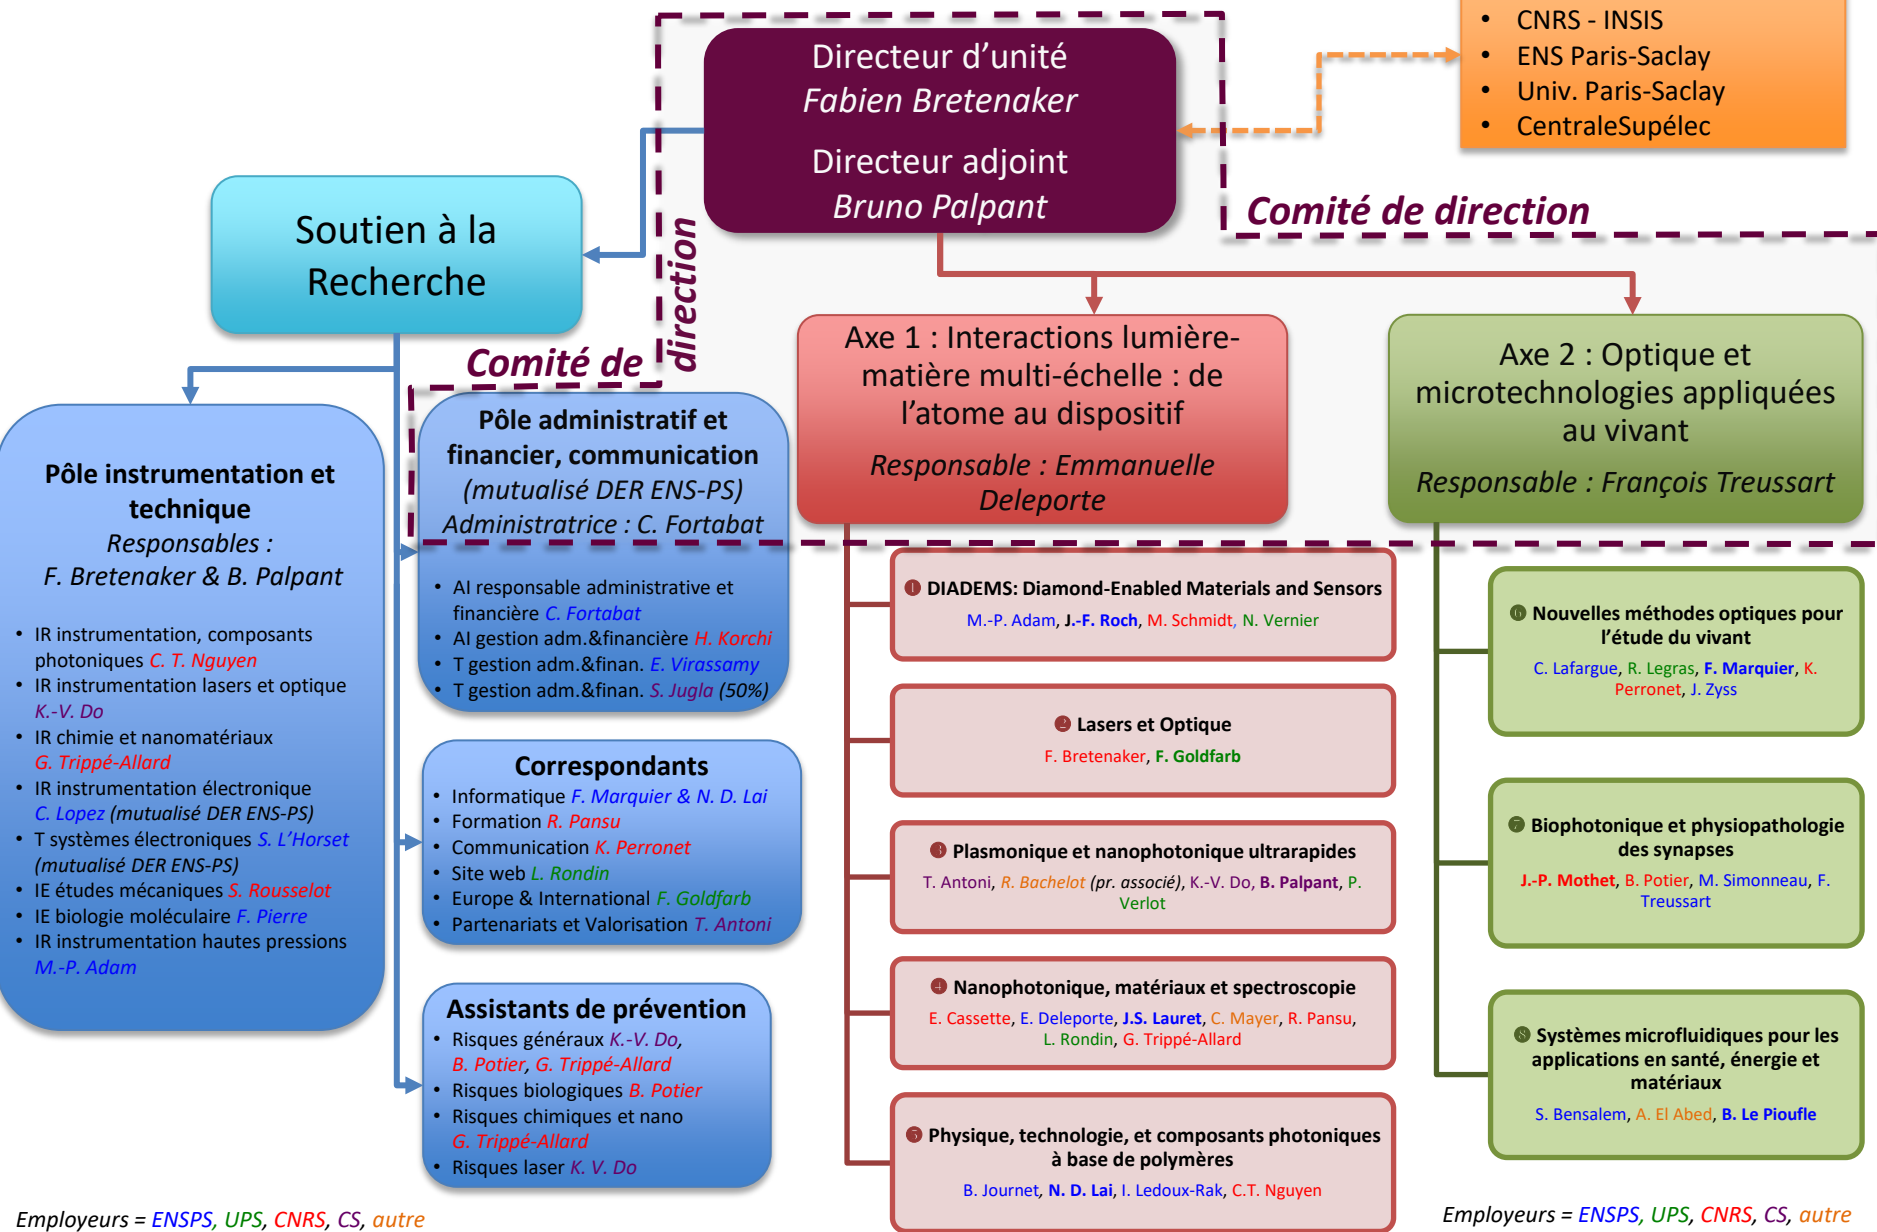 • CNRS - INSIS
• ENS Paris-Saclay
• Univ. Paris-Saclay
• CentraleSupélec
Directeur d’unité
Fabien Bretenaker
Directeur adjoint
Bruno Palpant
Comité de direction
Comité de
direction
Soutien à la
Recherche
Pôle instrumentation et
technique
Responsables :
F. Bretenaker & B. Palpant
• IR instrumentation, composants
photoniques C. T. Nguyen
• IR instrumentation lasers et optique
K.-V. Do
• IR chimie et nanomatériaux
G. Trippé-Allard
• IR instrumentation électronique
C. Lopez (mutualisé DER ENS-PS)
• T systèmes électroniques S. L’Horset
(mutualisé DER ENS-PS)
• IE études mécaniques S. Rousselot
• IE biologie moléculaire F. Pierre
• IR instrumentation hautes pressions
M.-P. Adam
Pôle administratif et
financier, communication
(mutualisé DER ENS-PS)
Administratrice : C. Fortabat
• AI responsable administrative et
financière C. Fortabat
• AI gestion adm.&financière H. Korchi
• T gestion adm.&finan. E. Virassamy
• T gestion adm.&finan. S. Jugla (50%)
Correspondants
• Informatique F. Marquier & N. D. Lai
• Formation R. Pansu
• Communication K. Perronet
• Site web L. Rondin
• Europe & International F. Goldfarb
• Partenariats et Valorisation T. Antoni
Assistants de prévention
• Risques généraux K.-V. Do,
B. Potier, G. Trippé-Allard
• Risques biologiques B. Potier
• Risques chimiques et nano
G. Trippé-Allard
• Risques laser K. V. Do
Axe 1 : Interactions lumière-
matière multi-échelle : de
l’atome au dispositif
Responsable : Emmanuelle
Deleporte
❶ DIADEMS: Diamond-Enabled Materials and Sensors
M.-P. Adam, J.-F. Roch, M. Schmidt, N. Vernier
❷ Lasers et Optique
F. Bretenaker, F. Goldfarb
❸ Plasmonique et nanophotonique ultrarapides
T. Antoni, R. Bachelot (pr. associé), K.-V. Do, B. Palpant, P.
Verlot
❹ Nanophotonique, matériaux et spectroscopie
E. Cassette, E. Deleporte, J.S. Lauret, C. Mayer, R. Pansu,
L. Rondin, G. Trippé-Allard
❺ Physique, technologie, et composants photoniques
à base de polymères
B. Journet, N. D. Lai, I. Ledoux-Rak, C.T. Nguyen
Axe 2 : Optique et
microtechnologies appliquées
au vivant
Responsable : François Treussart
❻ Nouvelles méthodes optiques pour
l’étude du vivant
C. Lafargue, R. Legras, F. Marquier, K.
Perronet, J. Zyss
❼ Biophotonique et physiopathologie
des synapses
J.-P. Mothet, B. Potier, M. Simonneau, F.
Treussart
❽ Systèmes microfluidiques pour les
applications en santé, énergie et
matériaux
S. Bensalem, A. El Abed, B. Le Pioufle
Employeurs = ENSPS, UPS, CNRS, CS, autre
Employeurs = ENSPS, UPS, CNRS, CS, autre